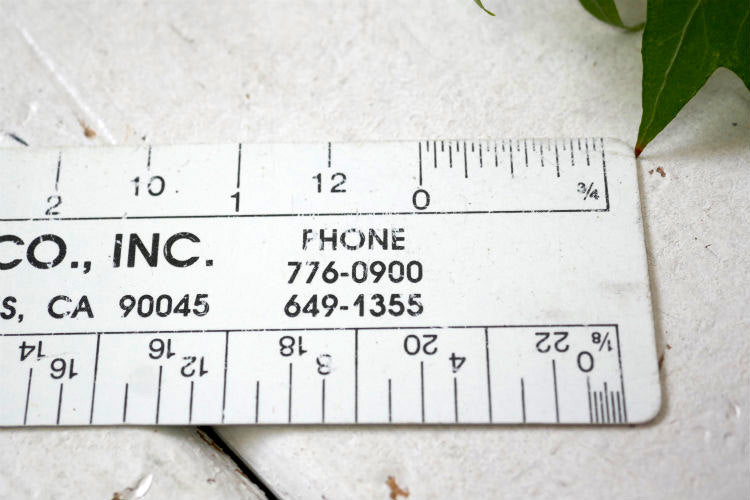 2 10 1 12 0 3/4
CO., INC.
PHONE
776-0900
S, CA 90045
649-1355
14 16 18 20 22 1/8
16 12 8 4 0